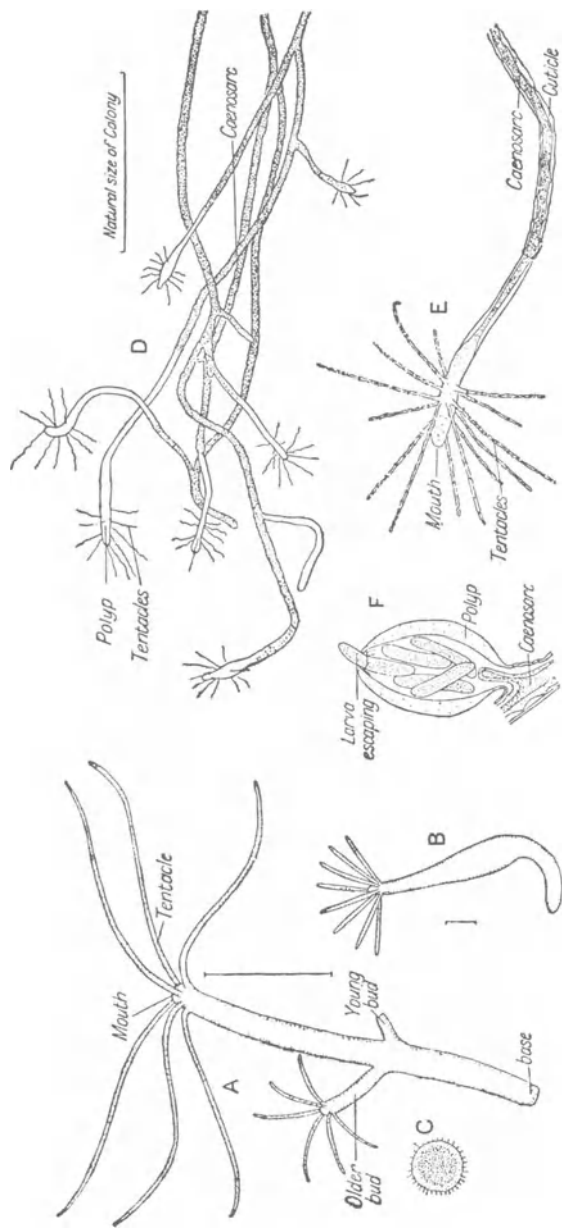 Mouth
Tentacle
A
Older
bud
Young
bud
base
C
B
Polyp
Tentacles
D
Natural size of Colony
Caenosarc
Larva
escaping
F
Polyp
Caenosarc
Mouth
Tentacles
E
Caenosarc
Cuticle